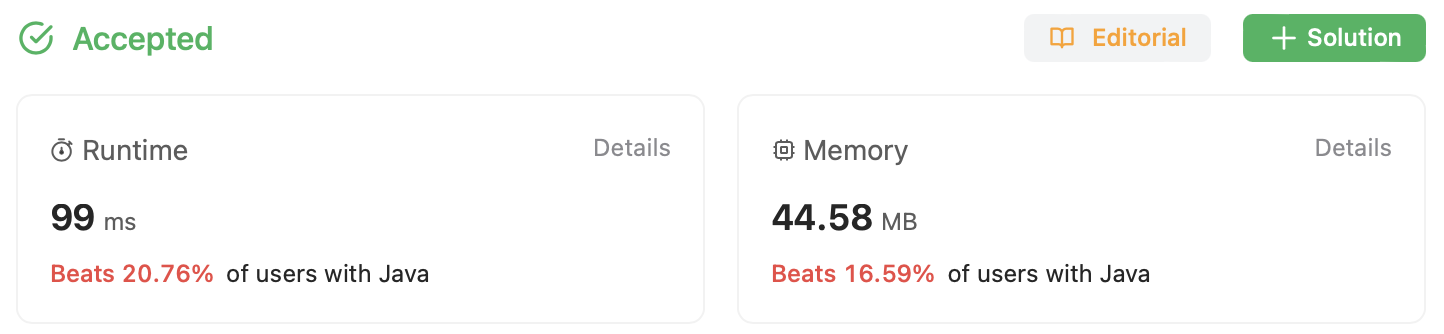 Accepted
Editorial
Solution
Runtime
Details
99 ms
Beats 20.76% of users with Java
Memory
Details
44.58 MB
Beats 16.59% of users with Java